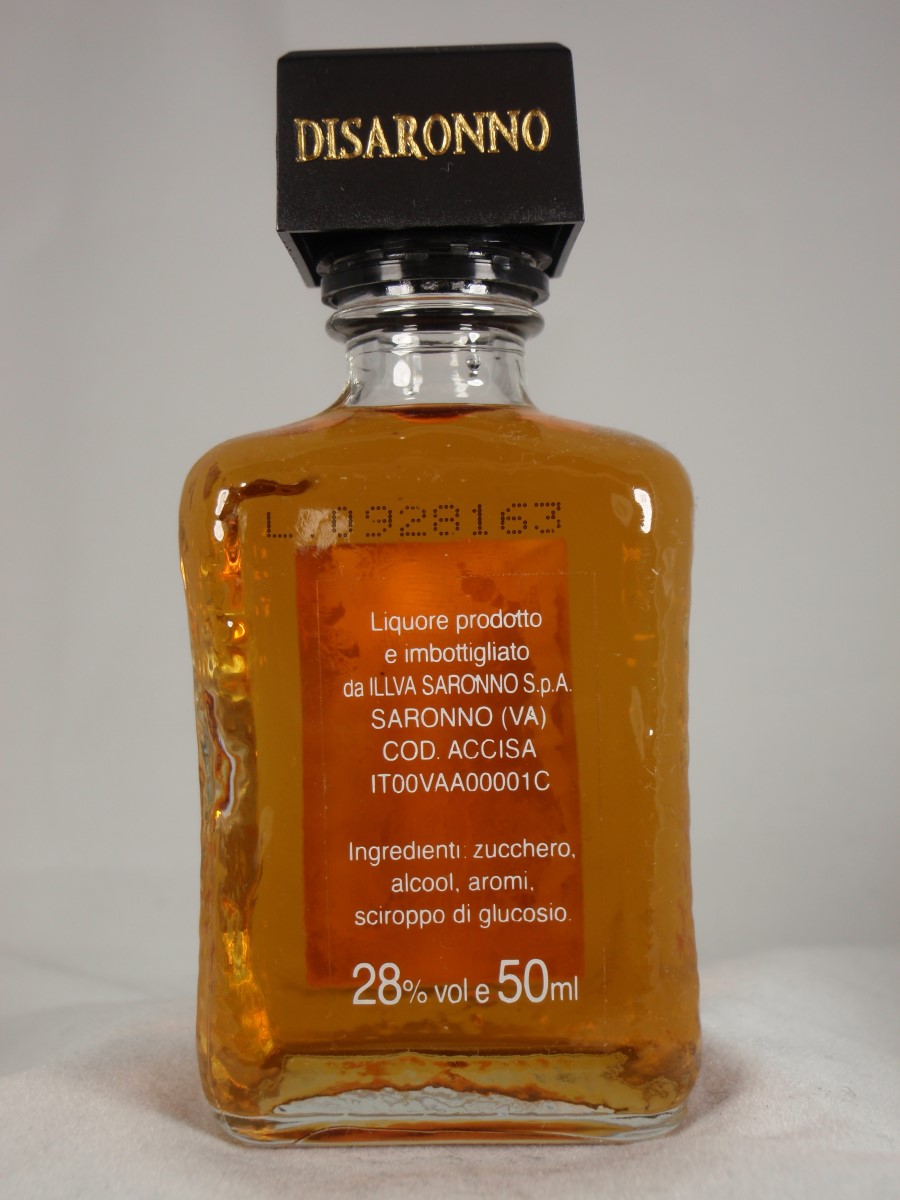 DISARONNO
L.0928163
Liquore prodotto
e imbottigliato
da ILLVA SARONNO S.p.A.
SARONNO (VA)
COD. ACCISA
IT00VAA00001C
Ingredienti: zucchero,
alcool, aromi,
sciroppo di glucosio.
28% vol e 50ml